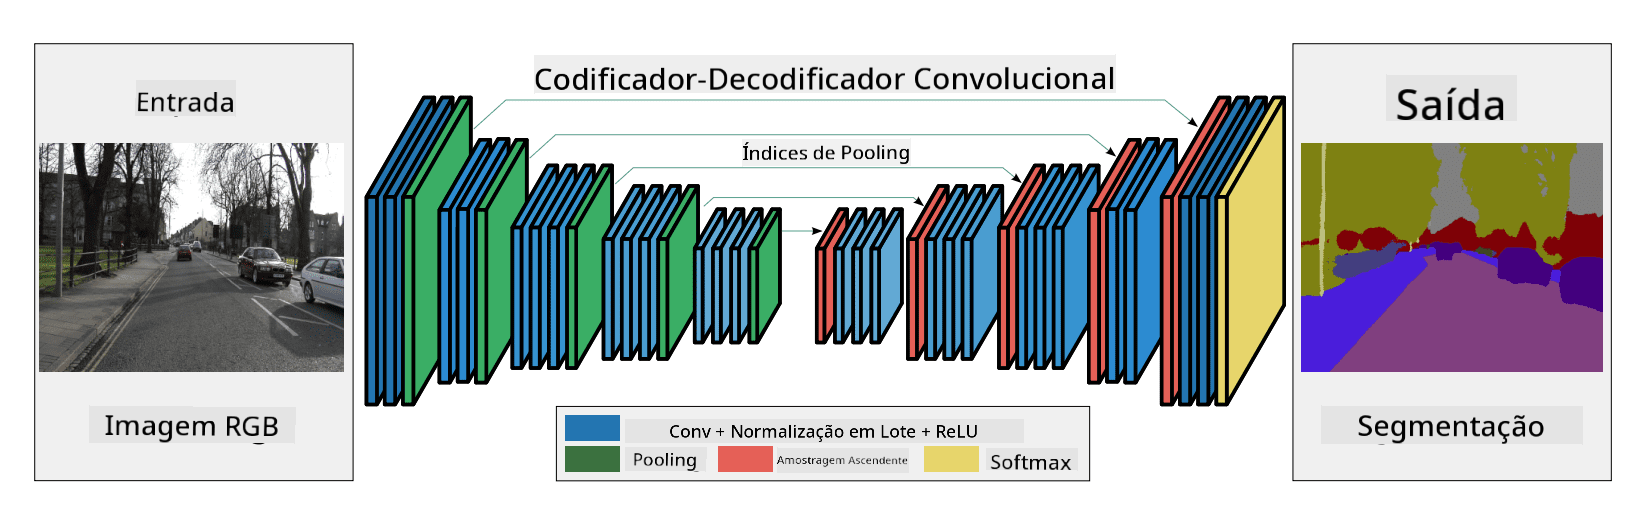 Entrada
Imagem RGB
Codificador-Decodificador Convolucional
Índices de Pooling
Conv + Normalização em Lote + ReLU
Pooling
Amostragem Ascendente
Softmax
Saída
Segmentação